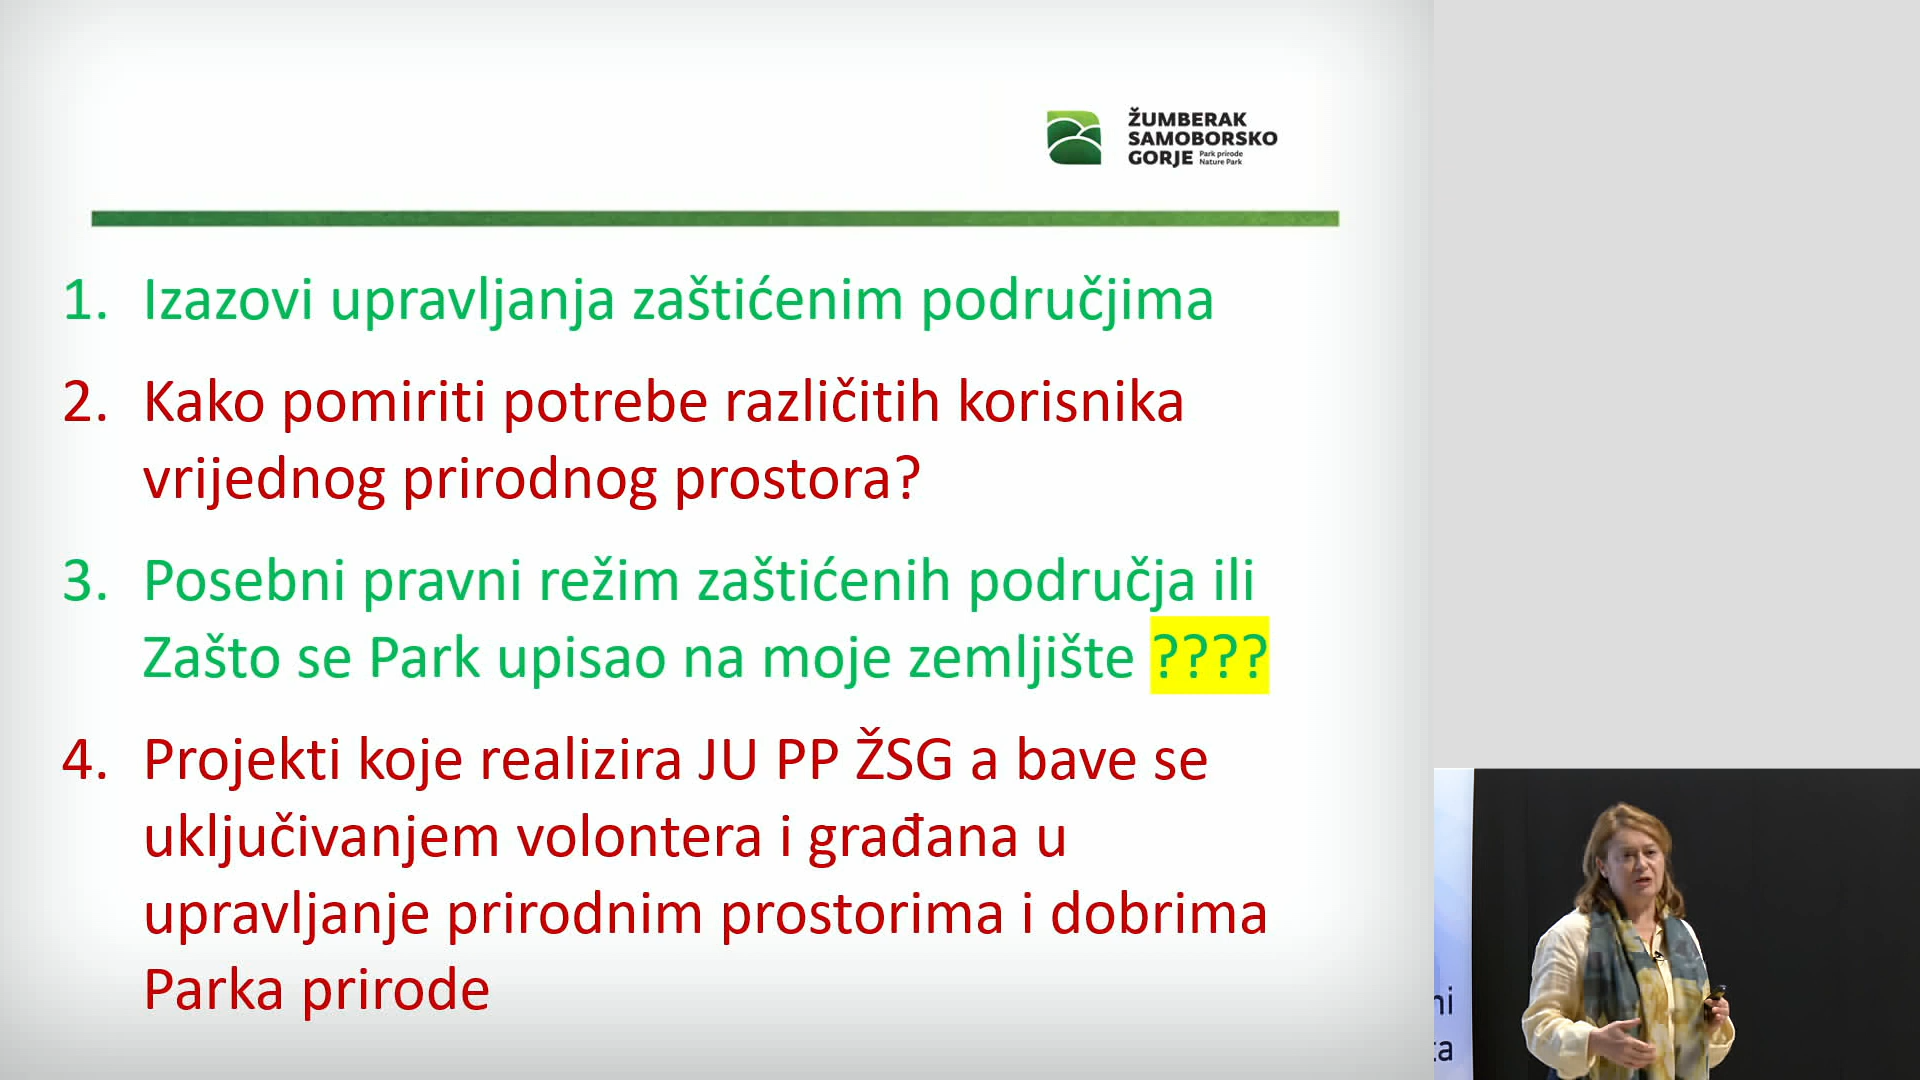 ŽUMBERAK
SAMOBORSKO
GORJE Park prirode
Nature Park
1. Izazovi upravljanja zaštićenim područjima
2. Kako pomiriti potrebe različitih korisnika
vrijednog prirodnog prostora?
3. Posebni pravni režim zaštićenih područja ili
Zašto se Park upisao na moje zemljište ????
4. Projekti koje realizira JU PP ŽSG a bave se
uključivanjem volontera i građana u
upravljanje prirodnim prostorima i dobrima
Parka prirode